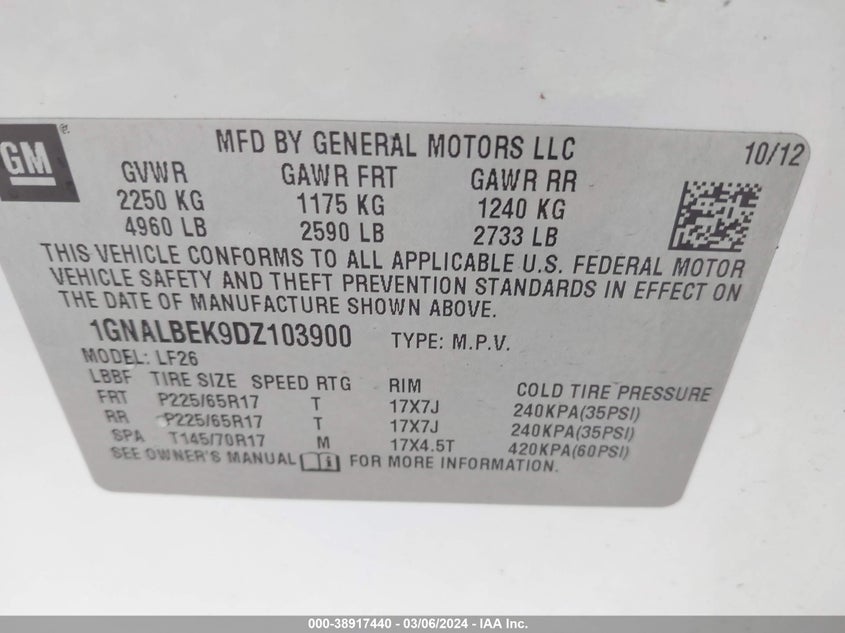 GM
MFD BY GENERAL MOTORS LLC 10/12
GVWR GAWR FRT GAWR RR
2250 KG 1175 KG 1240 KG
4960 LB 2590 LB 2733 LB
THIS VEHICLE CONFORMS TO ALL APPLICABLE U.S. FEDERAL MOTOR
VEHICLE SAFETY AND THEFT PREVENTION STANDARDS IN EFFECT ON
THE DATE OF MANUFACTURE SHOWN ABOVE.
1GNALBEK9DZ103900 TYPE: M.P.V.
MODEL: LF26
LBBF TIRE SIZE SPEED RTG RIM COLD TIRE PRESSURE
FRT P225/65R17 T 17X7J 240KPA(35PSI)
RR P225/65R17 T 17X7J 240KPA(35PSI)
SPA T145/70R17 M 17X4.5T 420KPA(60PSI)
SEE OWNER'S MANUAL FOR MORE INFORMATION.
000-38917440 - 03/06/2024 - IAA Inc.